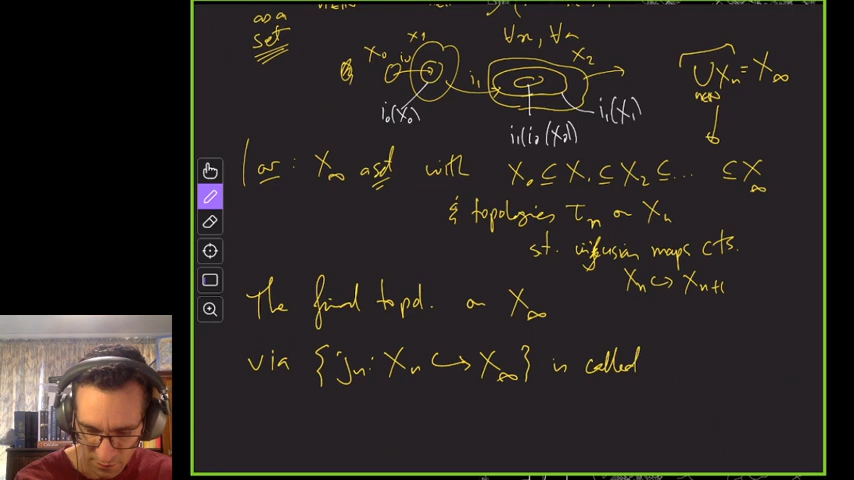 as a
set
∀x, ∀n
X₀ i₀ X₁ i₁ X₂
⋃ Xₙ = X∞
n∈ℕ
i₀(X₀) i₁(X₁)
i₁(i₀(X₀))
or : X∞ a set with X₀ ⊆ X₁ ⊆ X₂ ⊆ ... ⊆ X∞
& topologies τₙ on Xₙ
st. inclusion maps cts.
Xₙ ↪ Xₙ₊₁
The final topol. on X∞
via {jₙ: Xₙ ↪ X∞} is called